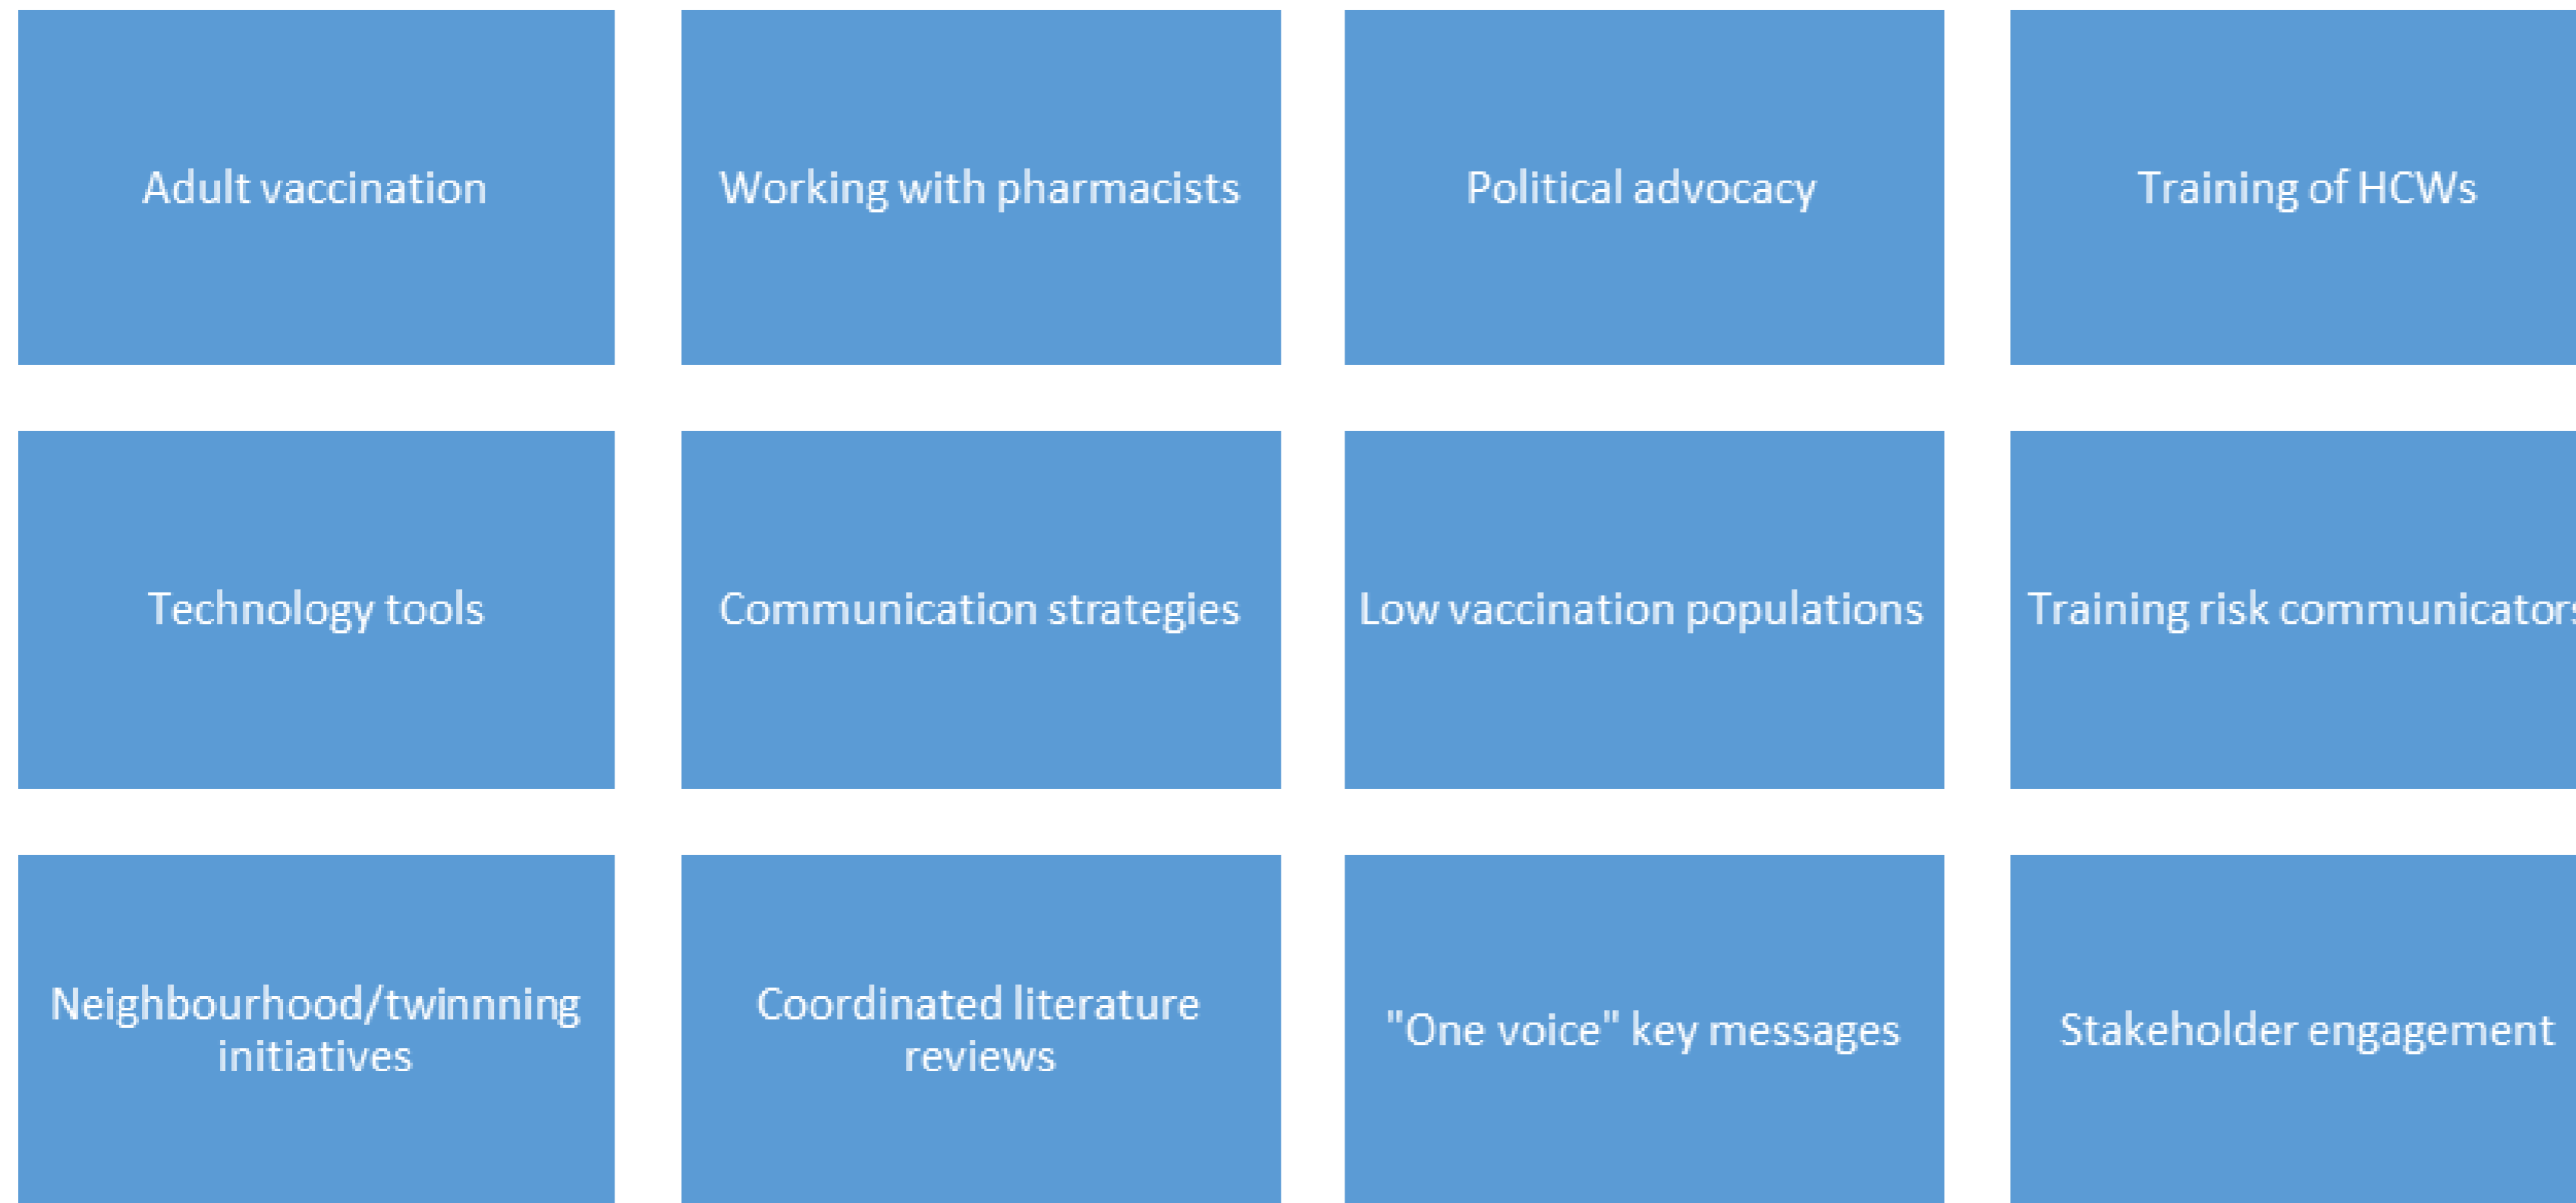 Adult vaccination
Working with pharmacists
Political advocacy
Training of HCWs
Technology tools
Communication strategies
Low vaccination populations
Training risk communicators
Neighbourhood/twinnning
initiatives
Coordinated literature
reviews
"One voice" key messages
Stakeholder engagement